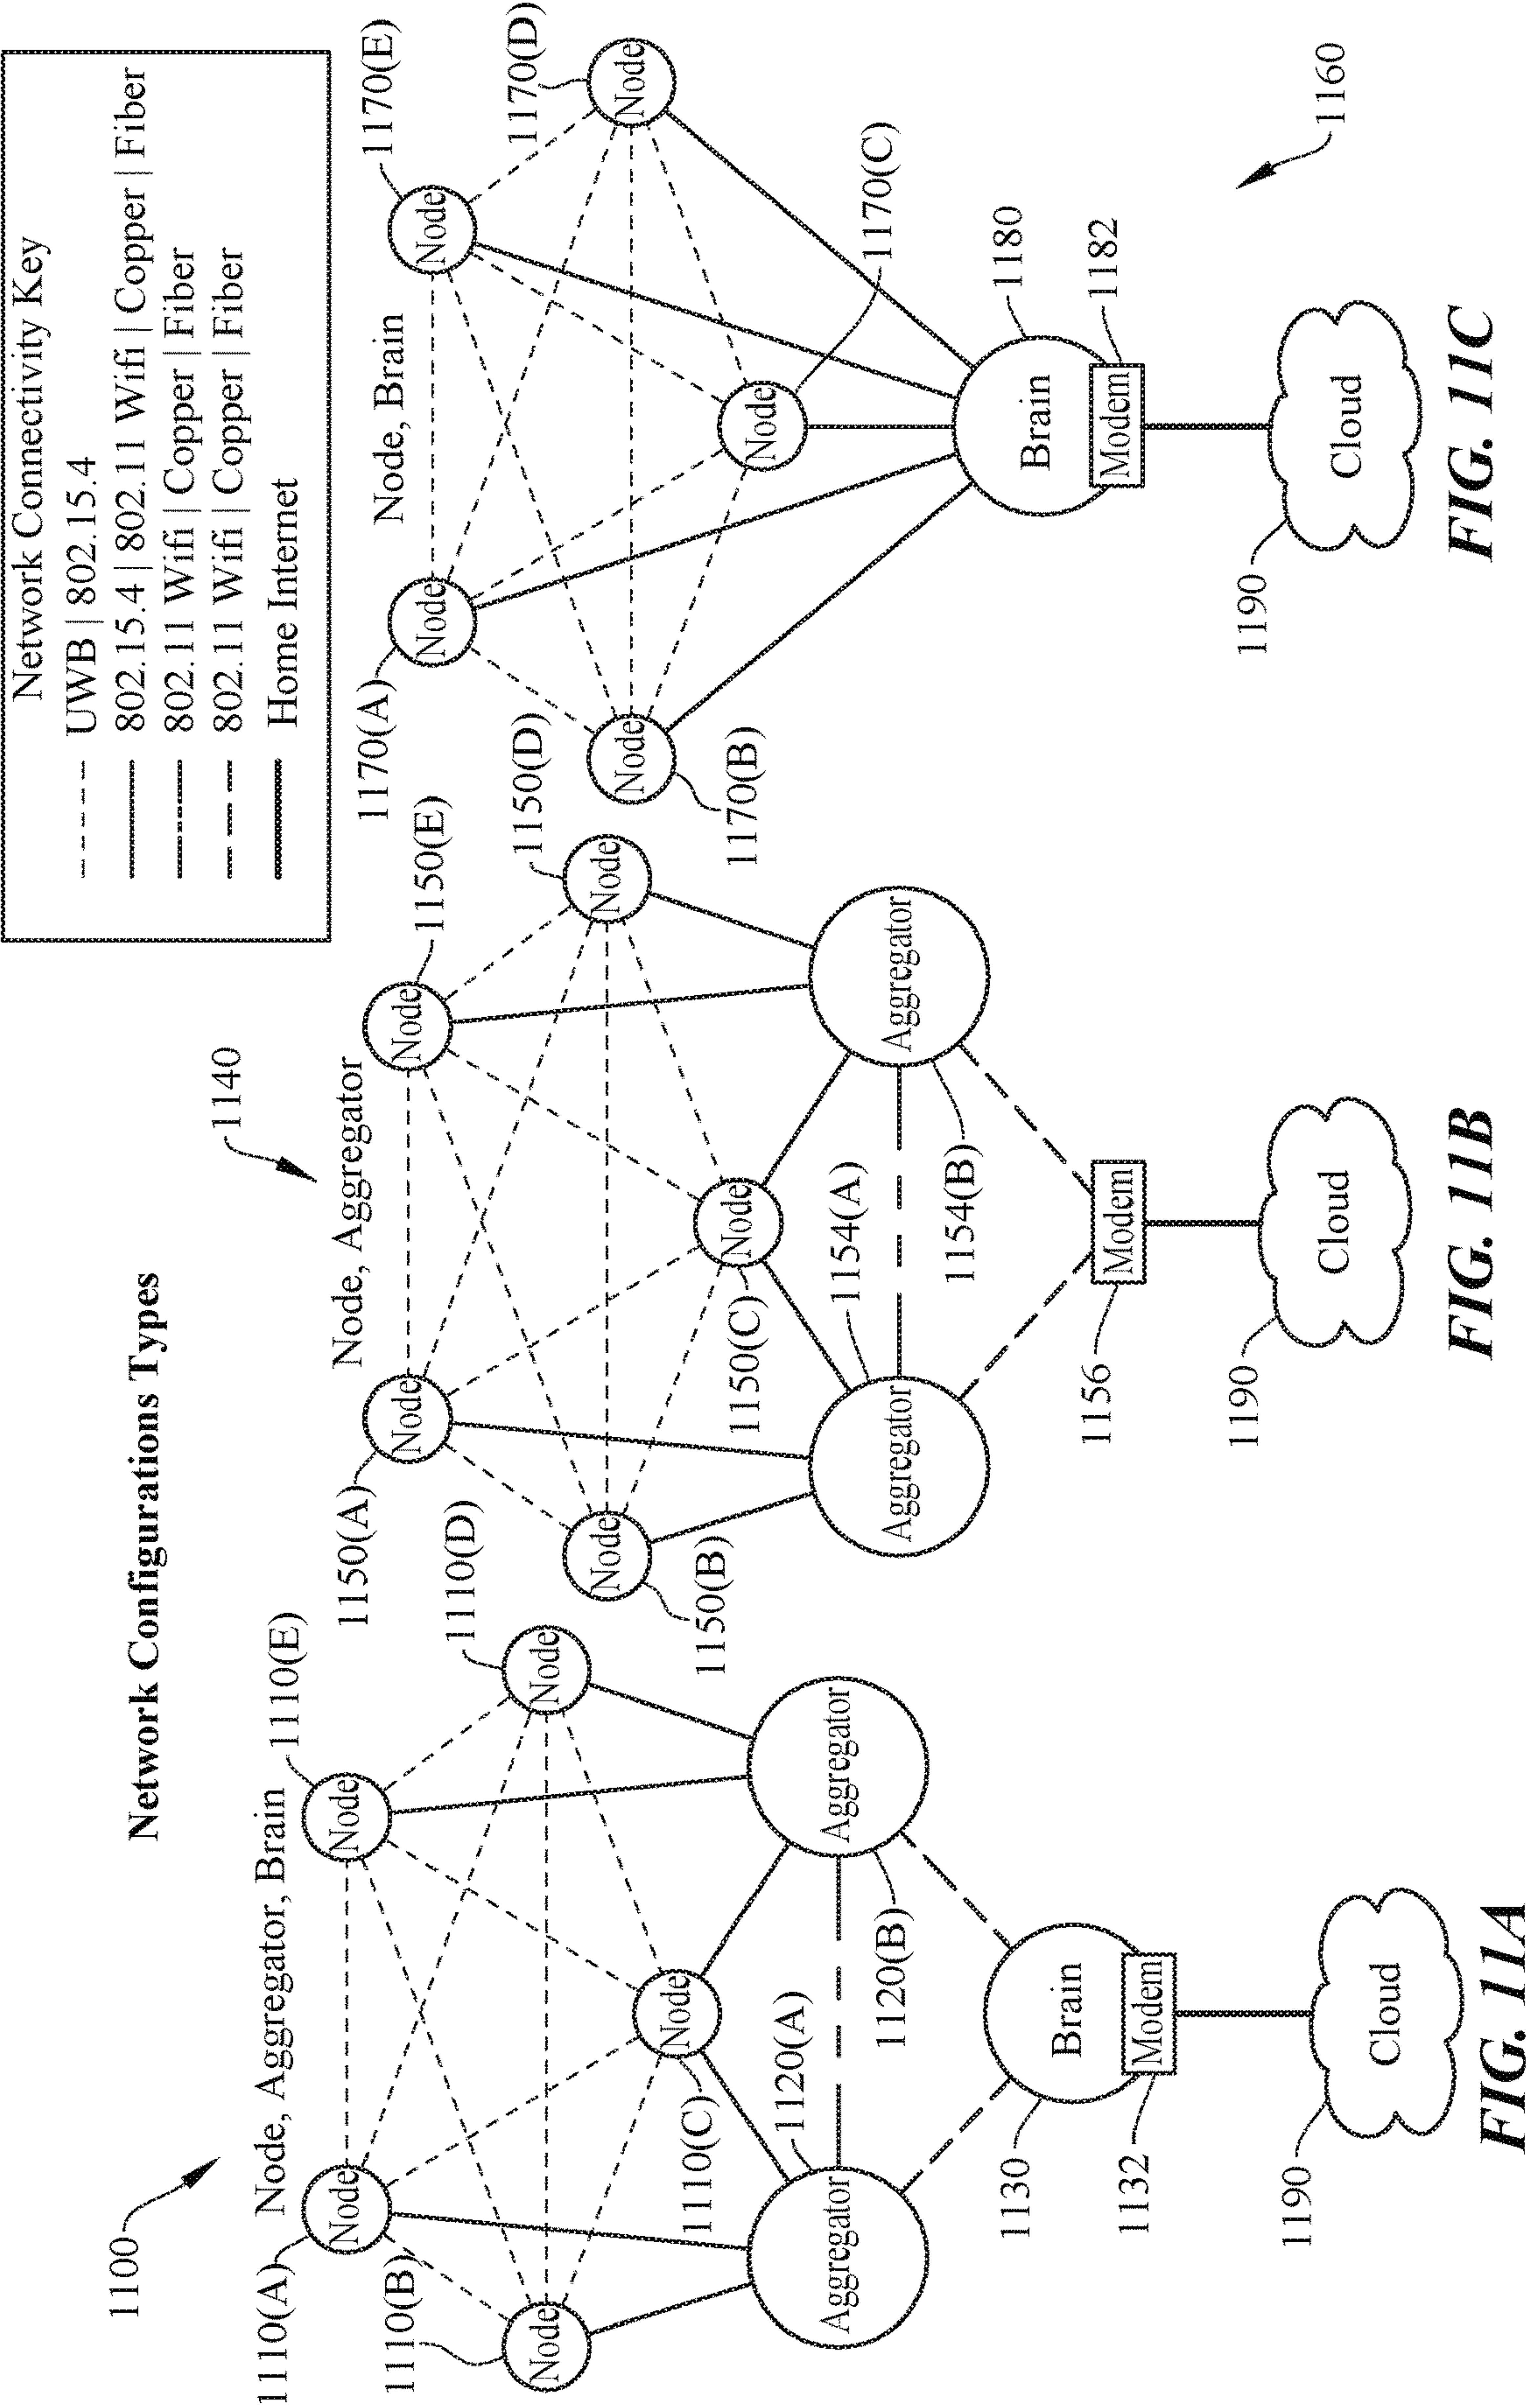 Network Configurations Types
Network Connectivity Key
UWB | 802.15.4
802.15.4 | 802.11 Wifi | Copper | Fiber
802.11 Wifi | Copper | Fiber
802.11 Wifi | Copper | Fiber
Home Internet
1100
Node, Aggregator, Brain
1110(A)
Node
1110(E)
Node
1110(B)
Node
1110(D)
Node
1110(C)
Node
1120(A)
Aggregator
1120(B)
Aggregator
1130
Brain
1132
Modem
1190
Cloud
FIG. 11A
1140
Node, Aggregator
1150(A)
Node
1150(E)
Node
1150(B)
Node
1150(D)
Node
1150(C)
Node
1154(A)
Aggregator
1154(B)
Aggregator
1156
Modem
1190
Cloud
FIG. 11B
Node, Brain
1170(A)
Node
1170(E)
Node
1170(B)
Node
1170(D)
Node
1170(C)
Node
1180
Brain
1182
Modem
1160
1190
Cloud
FIG. 11C